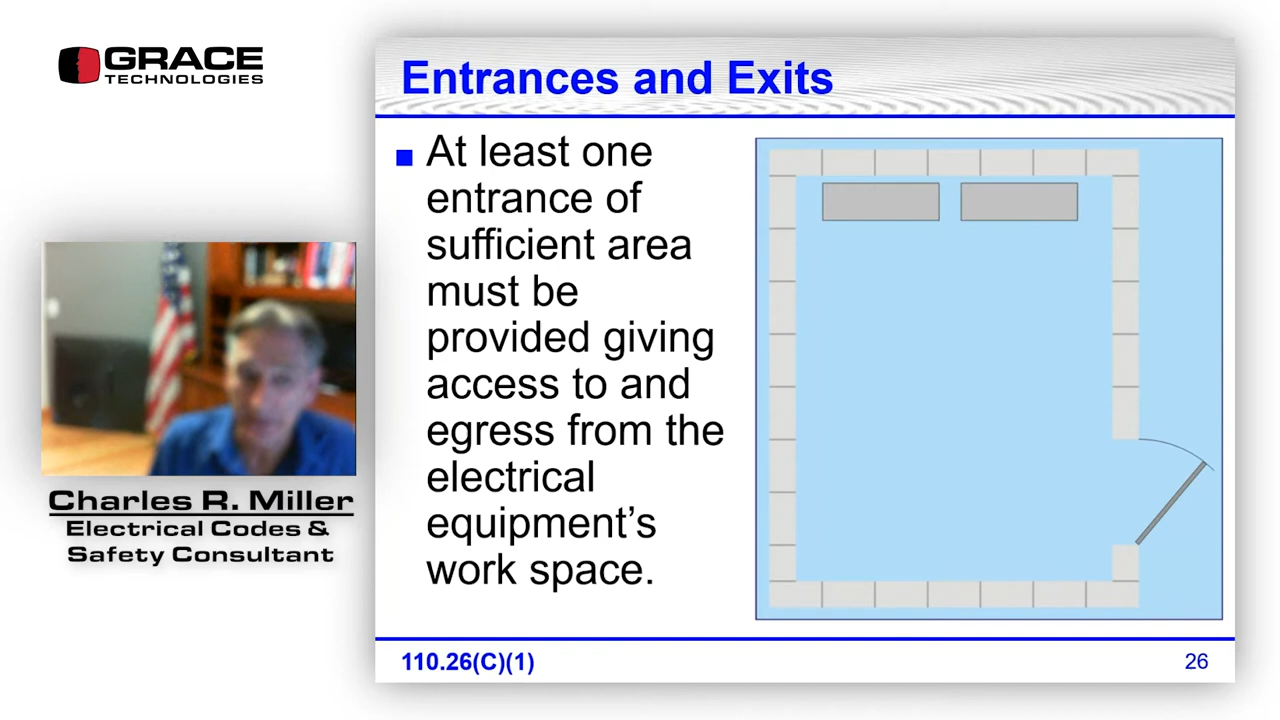 GRACE
TECHNOLOGIES
Charles R. Miller
Electrical Codes &
Safety Consultant
Entrances and Exits
■ At least one
entrance of
sufficient area
must be
provided giving
access to and
egress from the
electrical
equipment’s
work space.
110.26(C)(1)
26